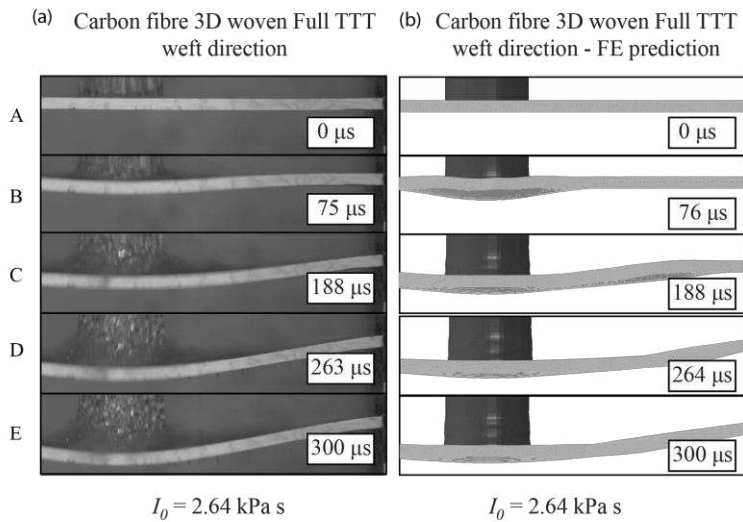 (a) Carbon fibre 3D woven Full TTT
weft direction
(b) Carbon fibre 3D woven Full TTT
weft direction - FE prediction
A
0 μs
0 μs
B
75 μs
76 μs
C
188 μs
188 μs
D
263 μs
264 μs
E
300 μs
300 μs
I₀ = 2.64 kPa s
I₀ = 2.64 kPa s